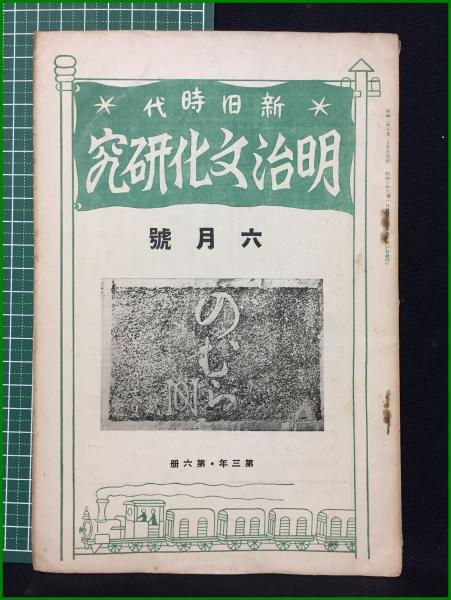 代時旧新
究研化文治明
號月六
のむら
册六第・年三第